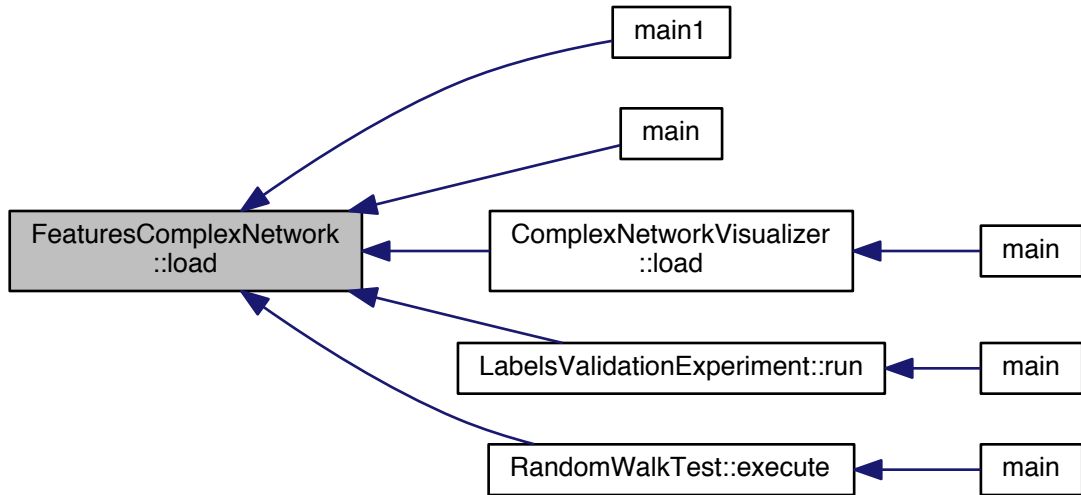 main1
main
FeaturesComplexNetwork
::load
ComplexNetworkVisualizer
::load
main
LabelsValidationExperiment::run
main
RandomWalkTest::execute
main